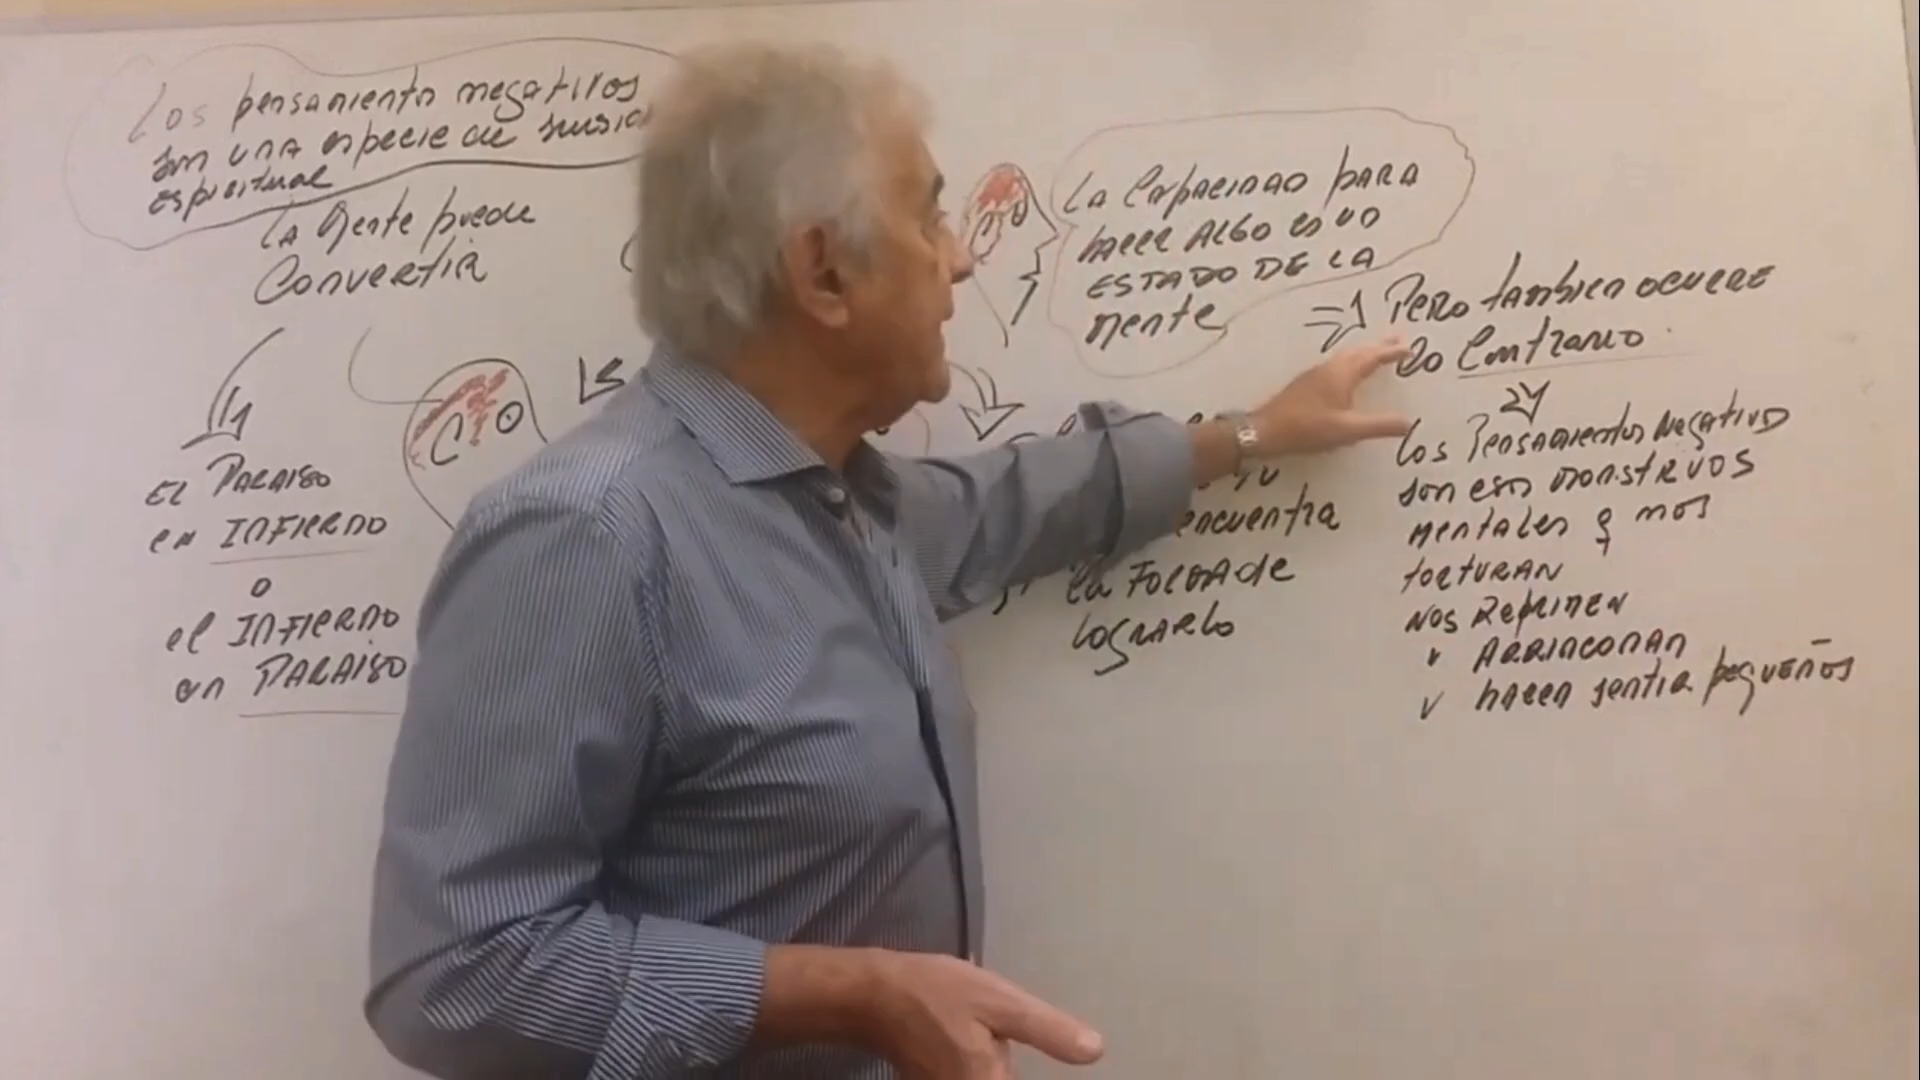 Los pensamiento negativos
son una especie de
espiritual
La Mente puede
Convertir
El Paraiso
en INFIERNO
o
el INFIERNO
en PARAISO
La Capacidad para
hacer ALGO es un
ESTADO DE LA
Mente
Encuentra
la FORMA de
LOGRARLO
Pero tambien ocurre
Lo Contrario
Los Pensamientos Negativos
son esos monstruos
mentales q nos
torturan
NOS Reprimen
ARRINCONAN
hacen sentir pequeños